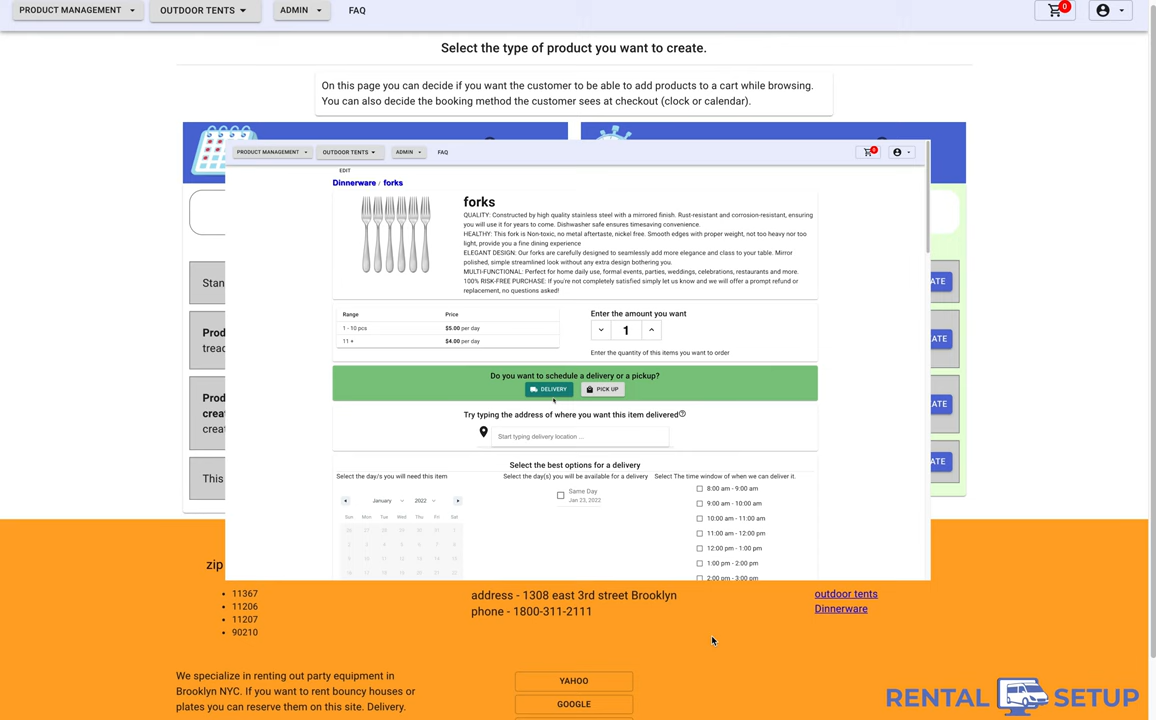 PRODUCT MANAGEMENT
OUTDOOR TENTS
ADMIN
FAQ
0
Select the type of product you want to create.
On this page you can decide if you want the customer to be able to add products to a cart while browsing.
You can also decide the booking method the customer sees at checkout (clock or calendar).
PRODUCT MANAGEMENT
OUTDOOR TENTS
ADMIN
FAQ
EDIT
Dinnerware / forks
forks
QUALITY: Constructed by high quality stainless steel with a mirrored finish. Rust-resistant and corrosion-resistant, ensuring
you will use it for years to come. Dishwasher safe ensures timesaving convenience.
HEALTHY: This fork is Non-toxic, no metal aftertaste, nickel free. Smooth edges with proper weight, not too heavy nor too
light, provide you a fine dining experience
ELEGANT DESIGN: Our forks are carefully designed to seamlessly add more elegance and class to your table. Mirror
polished, simple streamlined look without any extra design bothering you.
MULTI-FUNCTIONAL: Perfect for home daily use, formal events, parties, weddings, celebrations, restaurants and more.
100% RISK-FREE PURCHASE: If you're not completely satisfied simply let us know and we will offer a prompt refund or
replacement, no questions asked!
Range Price
1 - 10 pcs $5.00 per day
11 + $4.00 per day
Enter the amount you want
1
Enter the quantity of this items you want to order
Do you want to schedule a delivery or a pickup?
DELIVERY
PICK UP
Try typing the address of where you want this item delivered
Start typing delivery location ...
Select the best options for a delivery
Select the day/s you will need this item
Select the day(s) you will be available for a delivery
Select The time window of when we can deliver it.
January 2022
Sun Mon Tue Wed Thu Fri Sat
Same Day
Jan 23, 2022
8:00 am - 9:00 am
9:00 am - 10:00 am
10:00 am - 11:00 am
11:00 am - 12:00 pm
12:00 pm - 1:00 pm
1:00 pm - 2:00 pm
2:00 pm - 3:00 pm
Stan
Prod
treac
Prod
crea
creat
This
ATE
ATE
ATE
ATE
zip
11367
11206
11207
90210
address - 1308 east 3rd street Brooklyn
phone - 1800-311-2111
outdoor tents
Dinnerware
We specialize in renting out party equipment in
Brooklyn NYC. If you want to rent bouncy houses or
plates you can reserve them on this site. Delivery.
YAHOO
GOOGLE
RENTAL SETUP